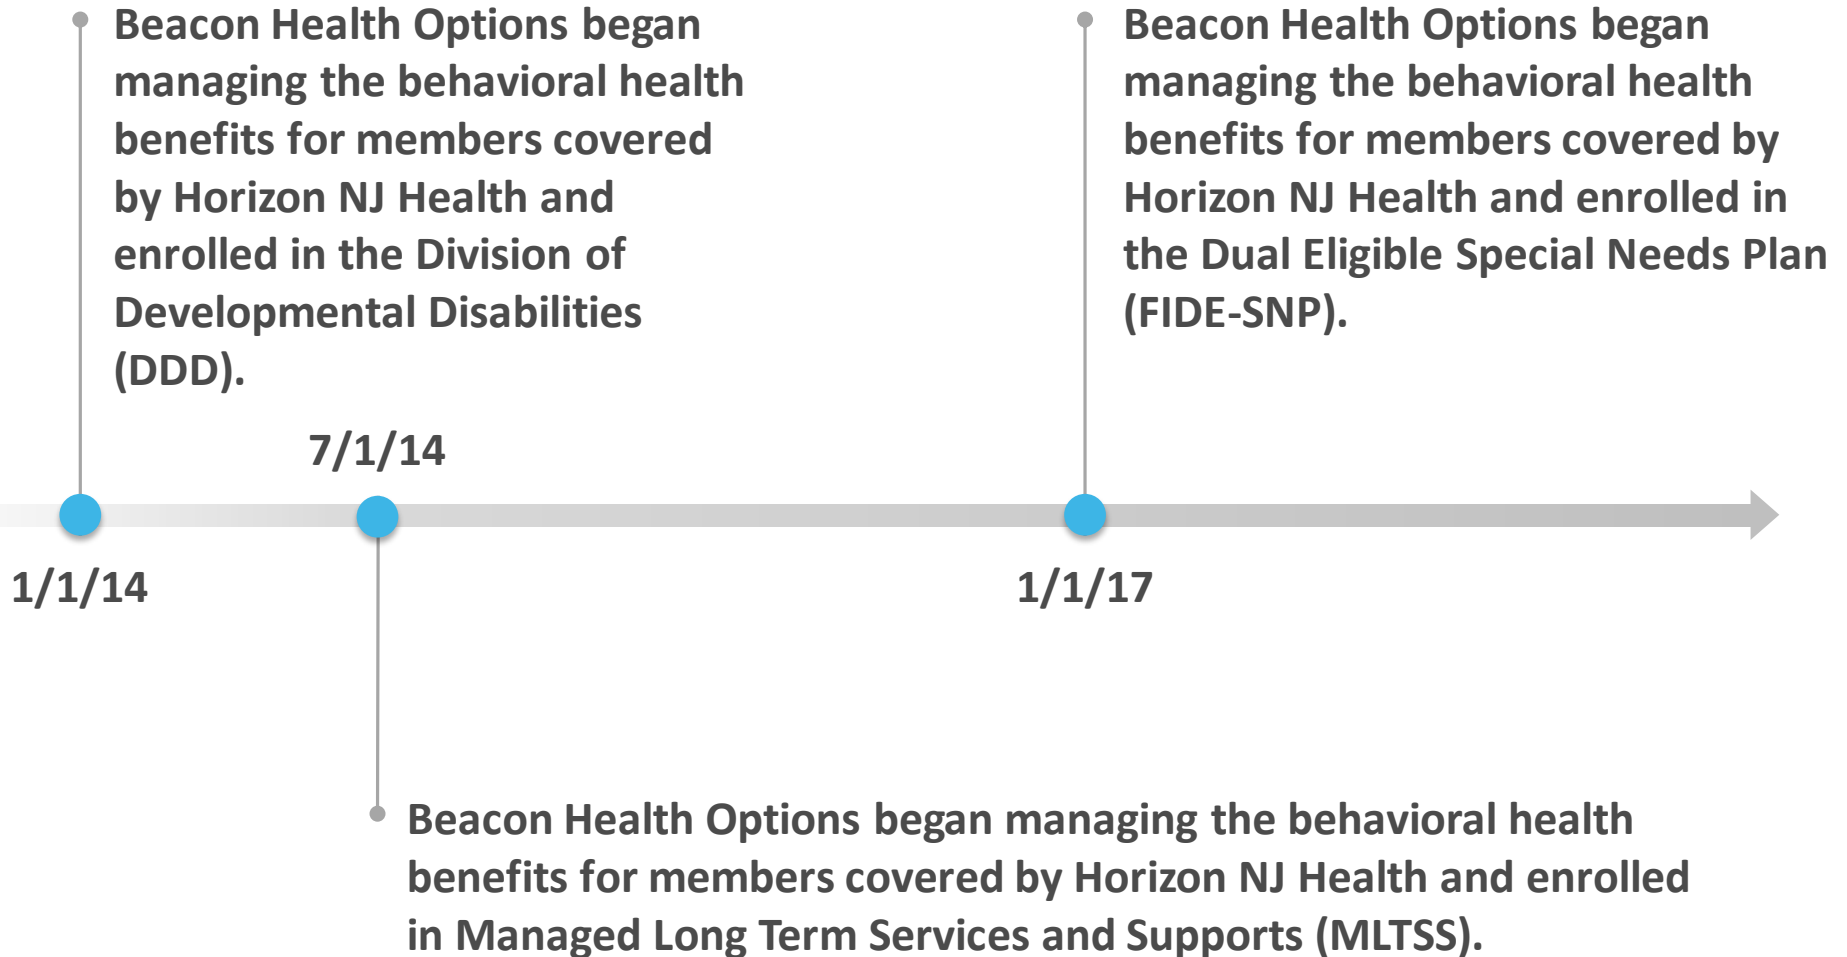 Beacon Health Options began
managing the behavioral health
benefits for members covered
by Horizon NJ Health and
enrolled in the Division of
Developmental Disabilities
(DDD).
Beacon Health Options began
managing the behavioral health
benefits for members covered by
Horizon NJ Health and enrolled in
the Dual Eligible Special Needs Plan
(FIDE-SNP).
7/1/14
1/1/14
1/1/17
Beacon Health Options began managing the behavioral health
benefits for members covered by Horizon NJ Health and enrolled
in Managed Long Term Services and Supports (MLTSS).